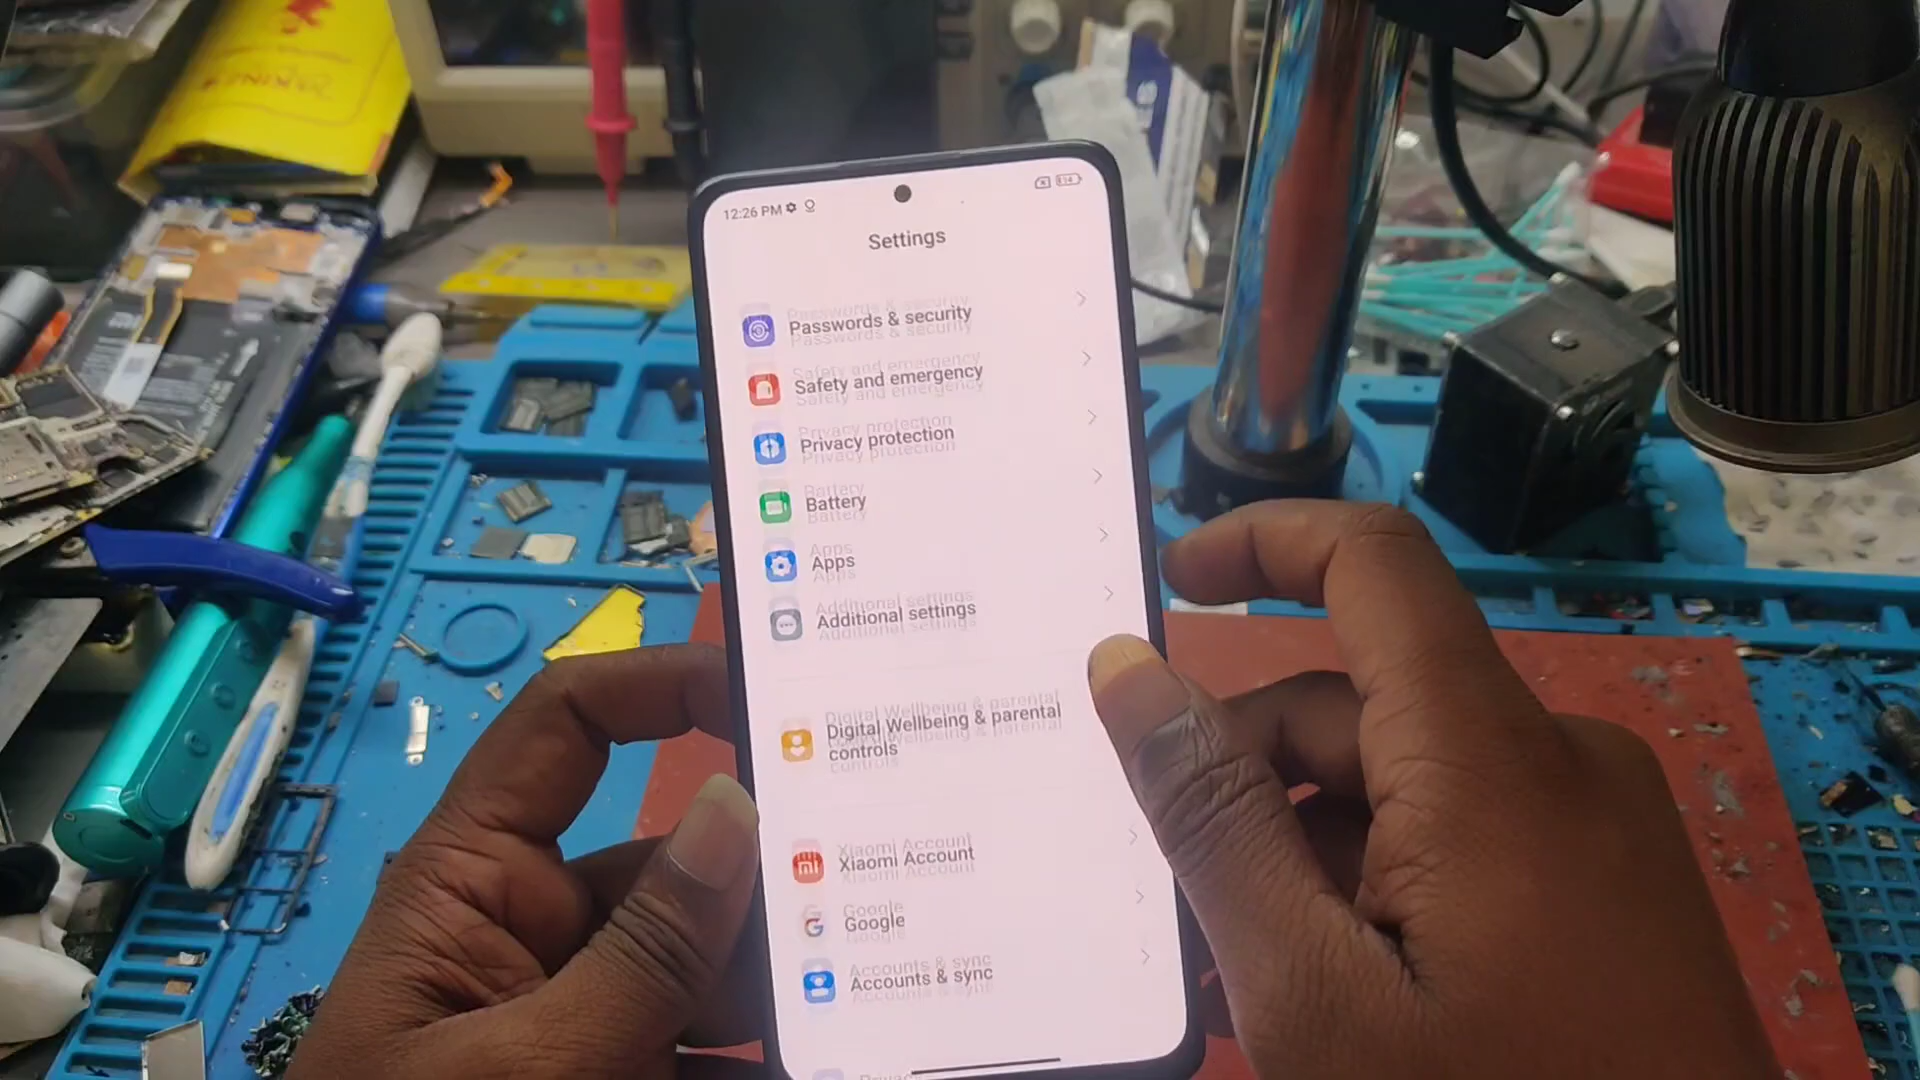 12:26 PM
14
Settings
Passwords & security
Safety and emergency
Privacy protection
Battery
Apps
Additional settings
Digital Wellbeing & parental
controls
Xiaomi Account
Google
Accounts & sync